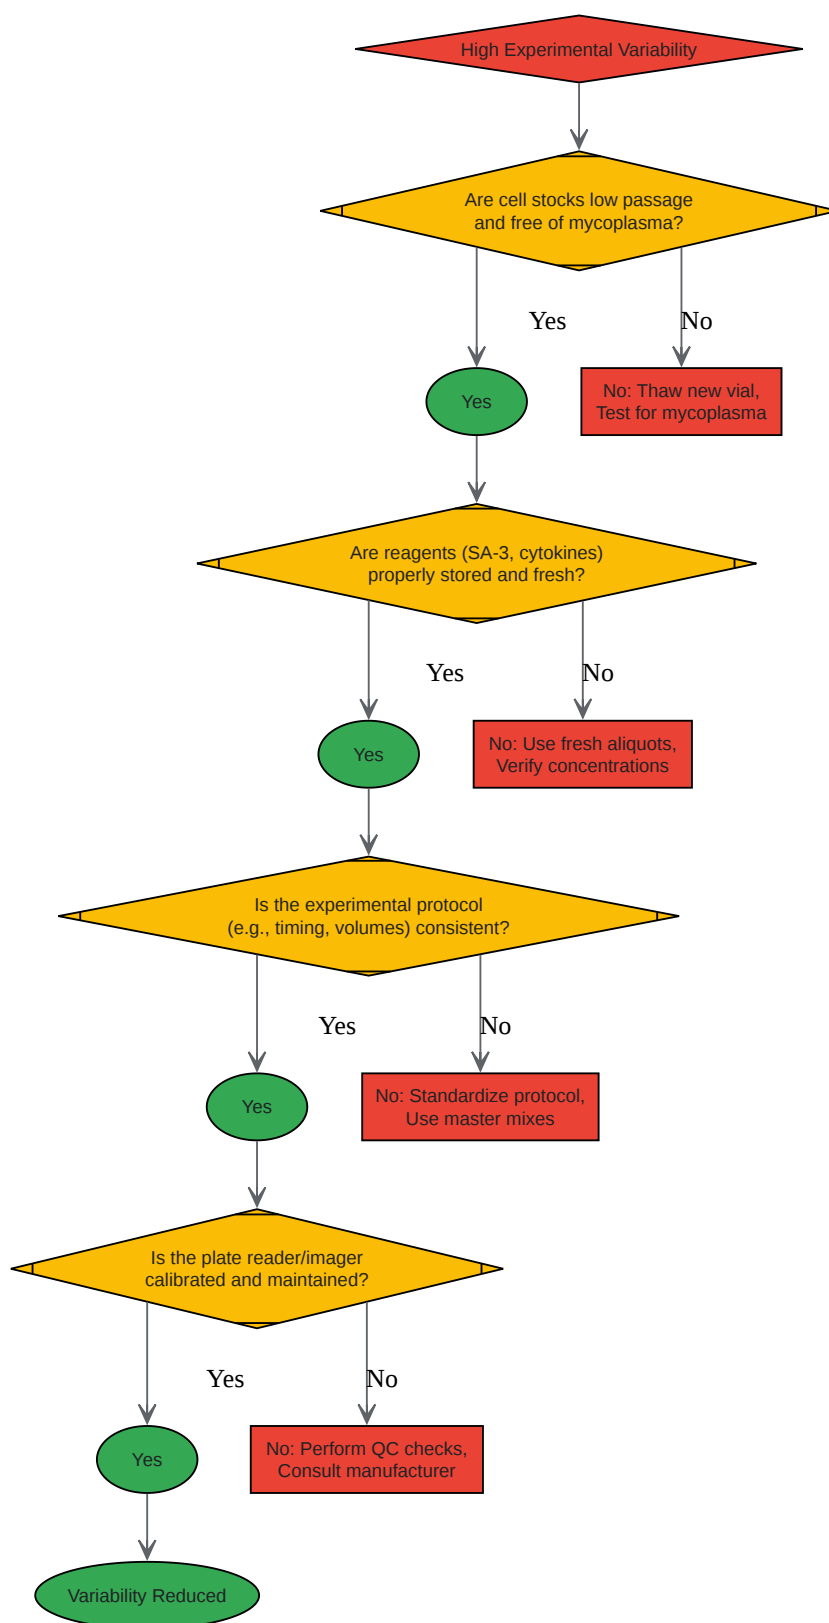 High Experimental Variability
Are cell stocks low passage
and free of mycoplasma?
Yes
No
Yes
No: Thaw new vial,
Test for mycoplasma
Are reagents (SA-3, cytokines)
properly stored and fresh?
Yes
No
Yes
No: Use fresh aliquots,
Verify concentrations
Is the experimental protocol
(e.g., timing, volumes) consistent?
Yes
No
Yes
No: Standardize protocol,
Use master mixes
Is the plate reader/imager
calibrated and maintained?
Yes
No
Yes
No: Perform QC checks,
Consult manufacturer
Variability Reduced